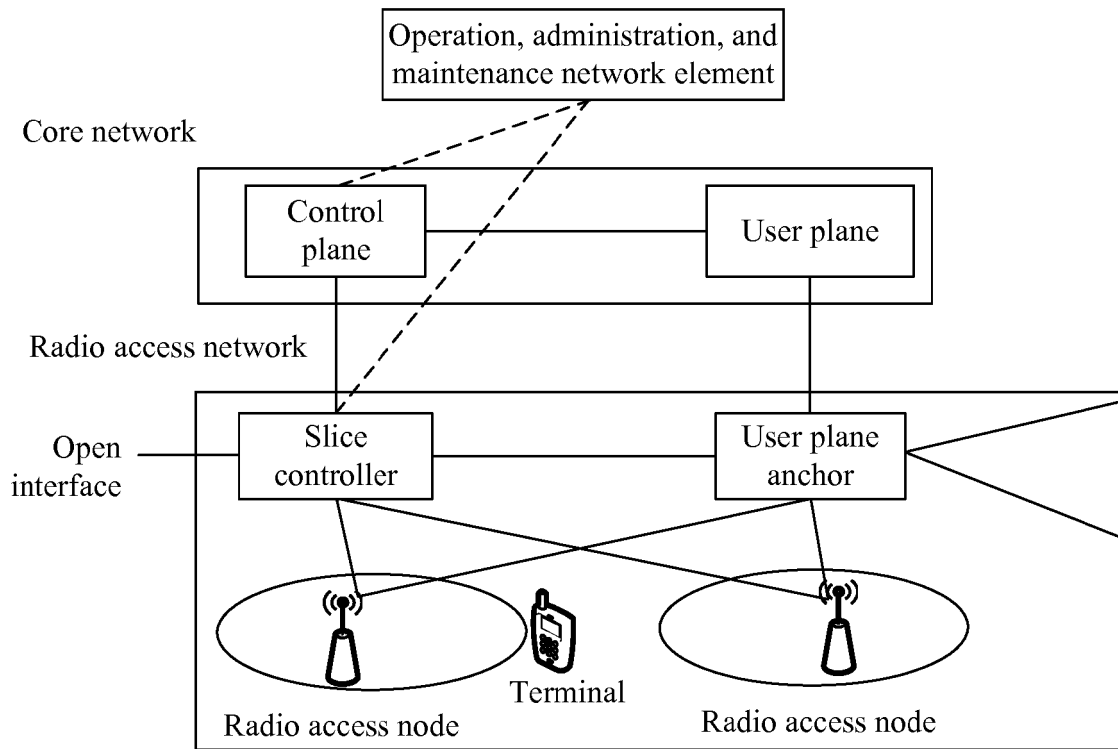 Operation, administration, and
maintenance network element
Core network
Control
plane
User plane
Radio access network
Open
interface
Slice
controller
User plane
anchor
Terminal
Radio access node
Radio access node